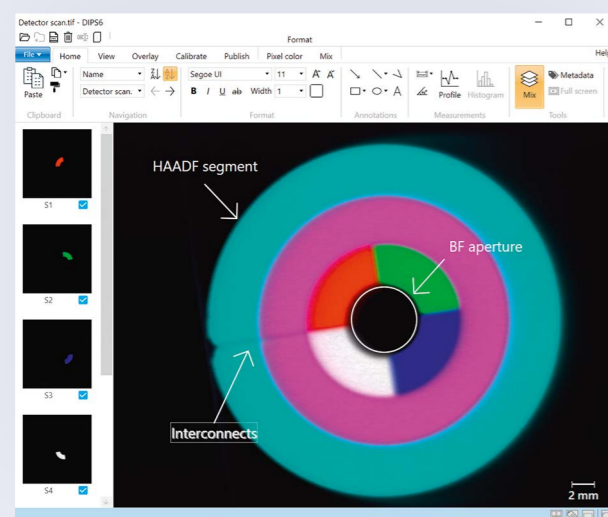 Detector scan.tif - DIPS6
Format
File Home View Overlay Calibrate Publish Pixel color Mix
Paste
Name
Detector scan.
Segoe UI 11 A A
B I U ab Width 1
A
Profile Histogram
Mix
Metadata
Full screen
Clipboard Navigation Format Annotations Measurements Tools
S1
S2
S3
S4
HAADF segment
BF aperture
Interconnects
2 mm